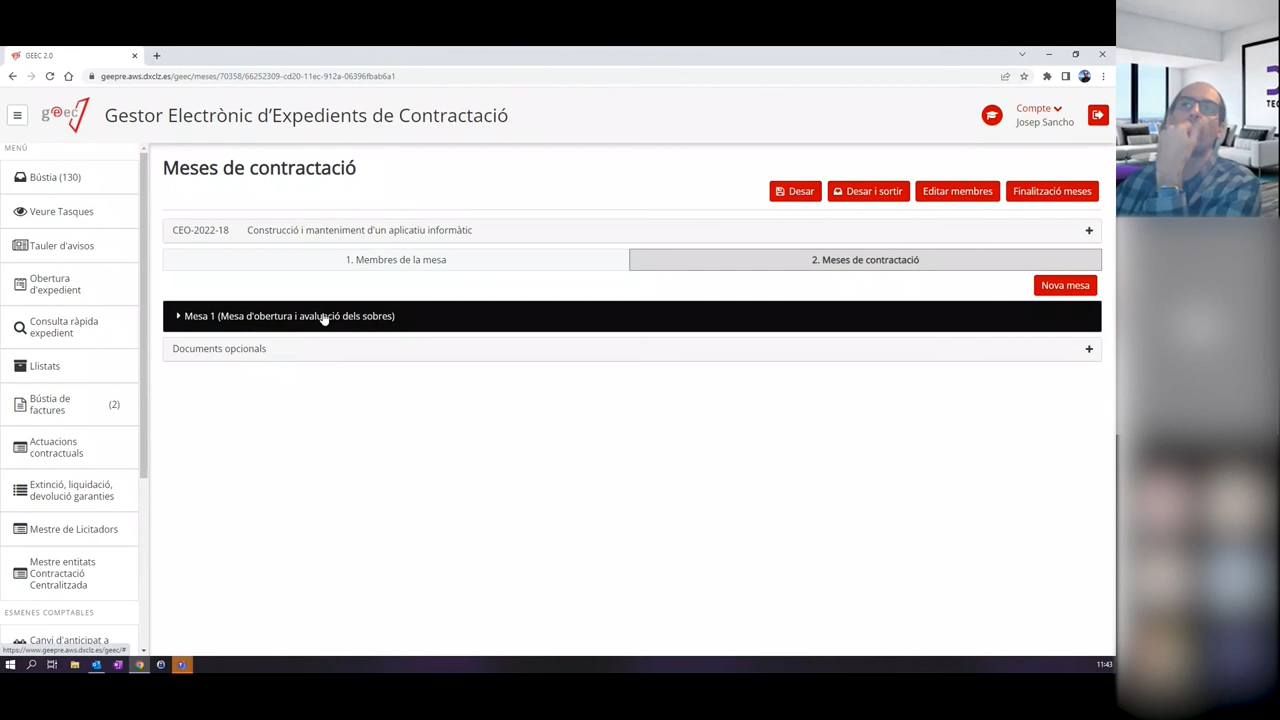 GEEC 2.0
geepre.aws.dxclz.es/geec/meses/70358/66252309-cd20-11ec-912a-06396fbab6a1
geec
Gestor Electrònic d'Expedients de Contractació
Compte
Josep Sancho
MENÚ
Bústia (130)
Veure Tasques
Tauler d'avisos
Obertura
d'expedient
Consulta ràpida
expedient
Llistats
Bústia de
factures
(2)
Actuacions
contractuals
Extinció, liquidació,
devolució garanties
Mestre de Licitadors
Mestre entitats
Contractació
Centralitzada
ESMENES COMPTABLES
Canvi d'anticipat a
https://www.geepre.aws.dxclz.es/geec/#
Meses de contractació
Desar
Desar i sortir
Editar membres
Finalització meses
CEO-2022-18 Construcció i manteniment d'un aplicatiu informàtic
1. Membres de la mesa
2. Meses de contractació
Nova mesa
Mesa 1 (Mesa d'obertura i avaluació dels sobres)
Documents opcionals
11:43